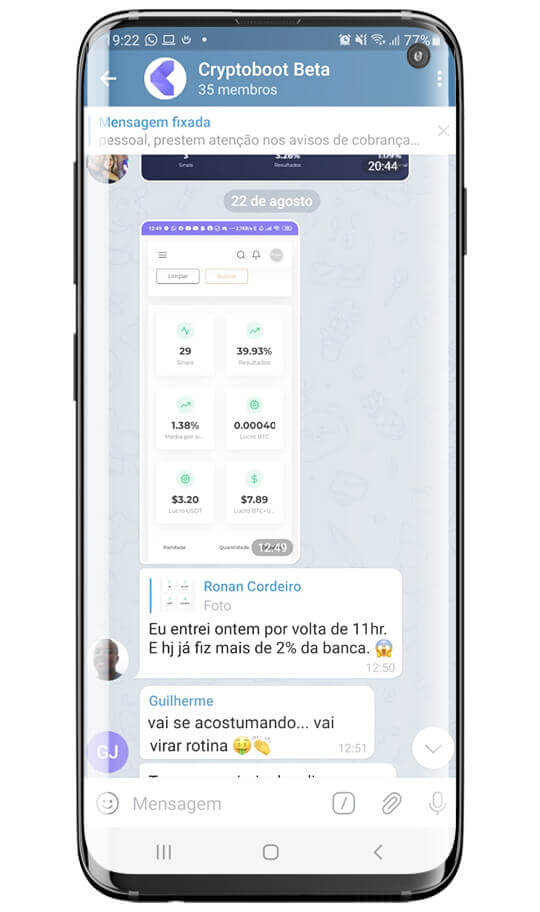 19:22
77%
Cryptoboot Beta
35 membros
Mensagem fixada
pessoal, prestem atenção nos avisos de cobrança...
3.26%
1.09%
Sinais
Resultados
20:44
22 de agosto
12:49
Limpar
Buscar
29
39.93%
Sinais
Resultados
1.38%
0.00040
Média por si...
Lucro BTC
$3.20
$7.89
Lucro USDT
Lucro BTC+U...
Paridade
Quantidade
12:49
Ronan Cordeiro
Foto
Eu entrei ontem por volta de 11hr.
E hj já fiz mais de 2% da banca. 😱
12:50
Guilherme
vai se acostumando... vai
virar rotina 🤑👏
12:51
GJ
Mensagem